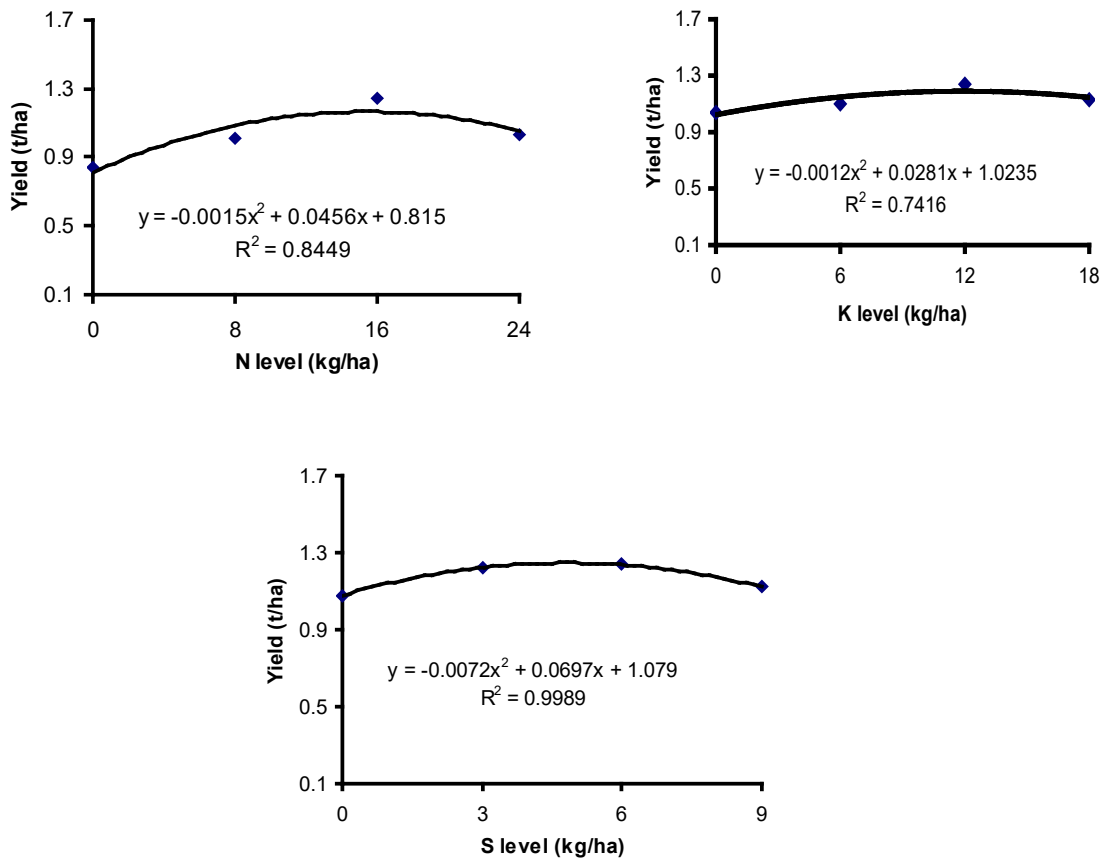 1.7
1.3
0.9
0.5
0.1
Yield (t/ha)
y = -0.0015x² + 0.0456x + 0.815
R² = 0.8449
0 8 16 24
N level (kg/ha)
1.7
1.3
0.9
0.5
0.1
Yield (t/ha)
y = -0.0012x² + 0.0281x + 1.0235
R² = 0.7416
0 6 12 18
K level (kg/ha)
1.7
1.3
0.9
0.5
0.1
Yield (t/ha)
y = -0.0072x² + 0.0697x + 1.079
R² = 0.9989
0 3 6 9
S level (kg/ha)